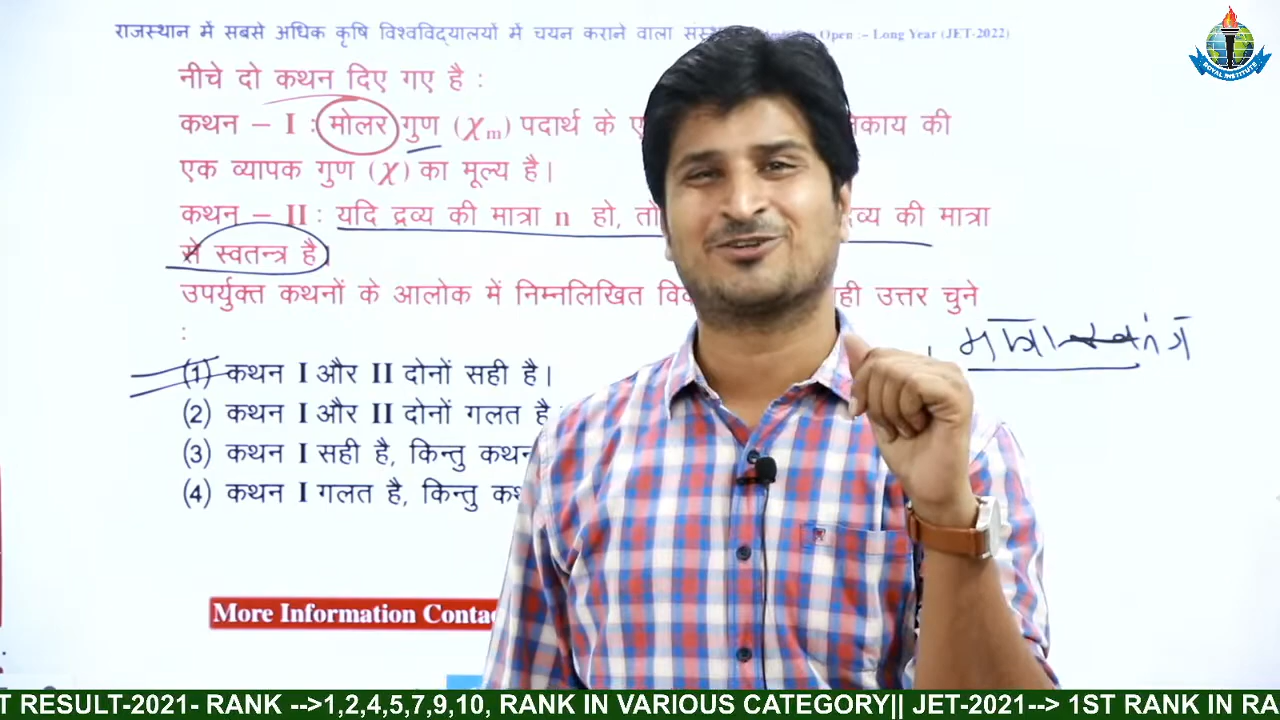 राजस्थान में सबसे अधिक कृषि विश्वविद्यालयों में चयन कराने वाला Open :- Long Year (JET-2022)
ROYAL INSTITUTE
नीचे दो कथन दिए गए है :
कथन – I : मोलर गुण (χm) पदार्थ के की
एक व्यापक गुण (χ) का मूल्य है।
कथन – II : यदि द्रव्य की मात्रा n हो, तो की मात्रा
से स्वतन्त्र है।
उपर्युक्त कथनों के आलोक में निम्नलिखित उत्तर चुने
:
मात्रा स्वतंत्र
(1) कथन I और II दोनों सही है।
(2) कथन I और II दोनों गलत है
(3) कथन I सही है, किन्तु
(4) कथन I गलत है, किन्तु
More Information
T RESULT-2021- RANK -->1,2,4,5,7,9,10, RANK IN VARIOUS CATEGORY|| JET-2021--> 1ST RANK IN RA